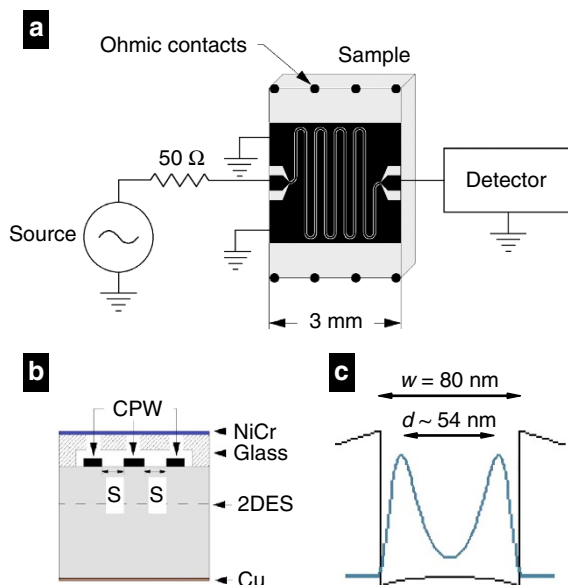 a
Ohmic contacts
Sample
50 Ω
Detector
Source
3 mm
b
CPW
NiCr
Glass
S
S
2DES
Cu
c
w = 80 nm
d ~ 54 nm